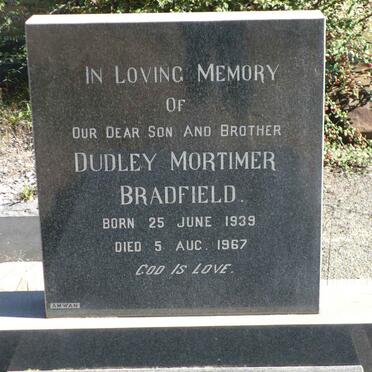 IN LOVING MEMORY
OF
OUR DEAR SON AND BROTHER
DUDLEY MORTIMER
BRADFIELD.
BORN 25 JUNE 1939
DIED 5 AUG. 1967
GOD IS LOVE.
AMWAN